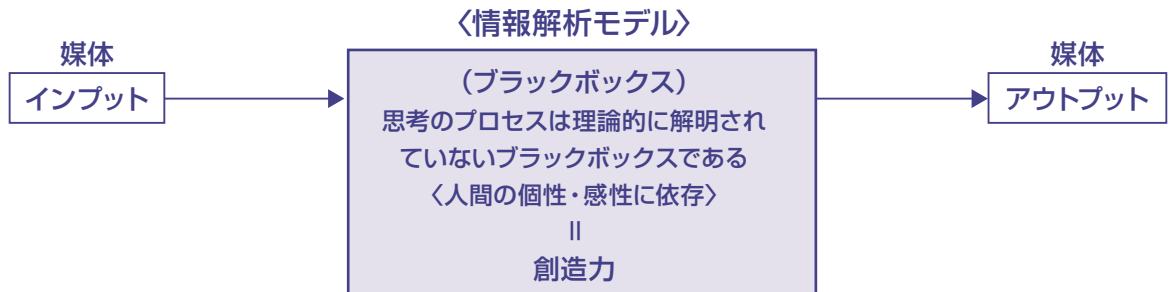 〈情報解析モデル〉
媒体
インプット
(ブラックボックス)
思考のプロセスは理論的に解明され
ていないブラックボックスである
〈人間の個性・感性に依存〉
=
創造力
媒体
アウトプット